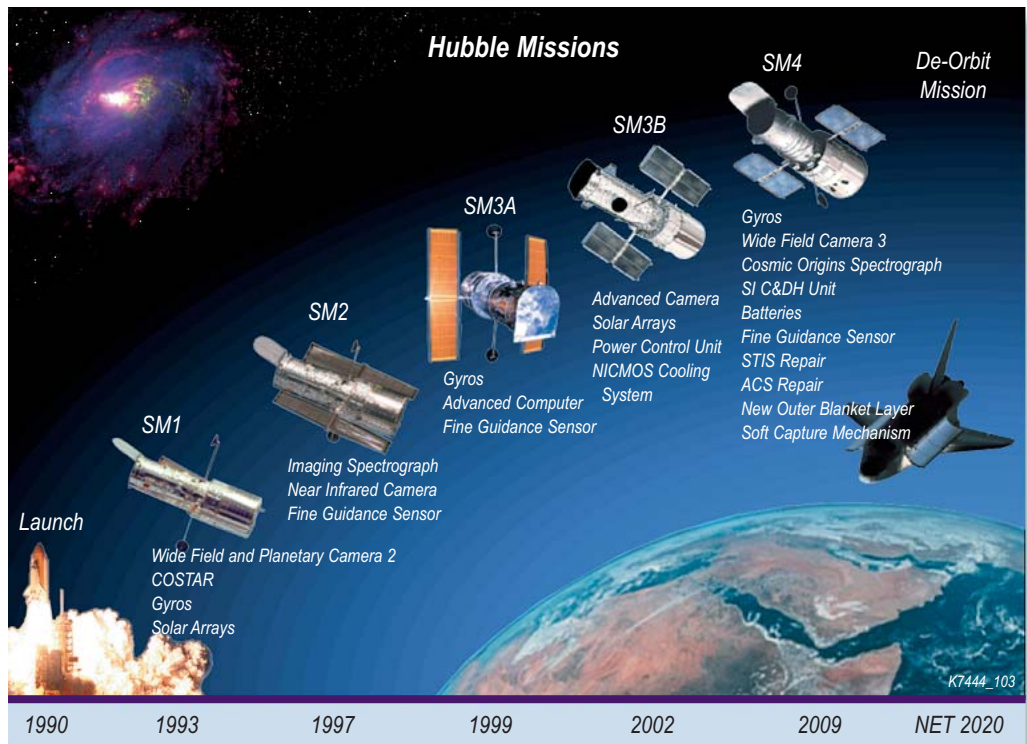 Hubble Missions
Launch
SM1
Wide Field and Planetary Camera 2
COSTAR
Gyros
Solar Arrays
SM2
Imaging Spectrograph
Near Infrared Camera
Fine Guidance Sensor
SM3A
Gyros
Advanced Computer
Fine Guidance Sensor
SM3B
Advanced Camera
Solar Arrays
Power Control Unit
NICMOS Cooling
System
SM4
Gyros
Wide Field Camera 3
Cosmic Origins Spectrograph
SI C&DH Unit
Batteries
Fine Guidance Sensor
STIS Repair
ACS Repair
New Outer Blanket Layer
Soft Capture Mechanism
De-Orbit
Mission
K7444_103
1990 1993 1997 1999 2002 2009 NET 2020